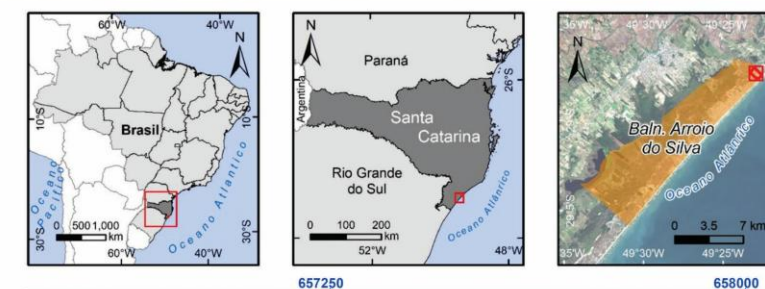 60°W 40°W
N
10°S 10°S
Brasil
Oceano Pacífico
Oceano Atlantico
0 500 1,000 km
30°S 30°S
60°W 40°W
N
Paraná
Argentina
26°S
Santa
Catarina
Rio Grande
do Sul
Oceano Atlântico
0 100 200 km
52°W 48°W
49°30'W 49°25'W
N
Baln. Arroio
do Silva
Oceano Atlântico
0 3.5 7 km
49°30'W 49°25'W
657250 658000